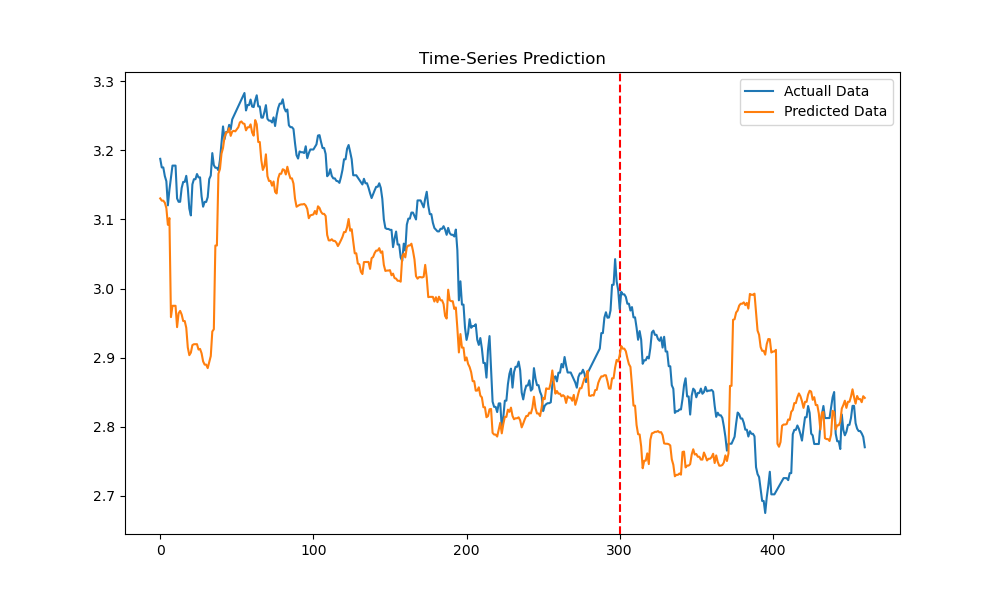 Time-Series Prediction
Actuall Data
Predicted Data
3.3
3.2
3.1
3.0
2.9
2.8
2.7
0 100 200 300 400